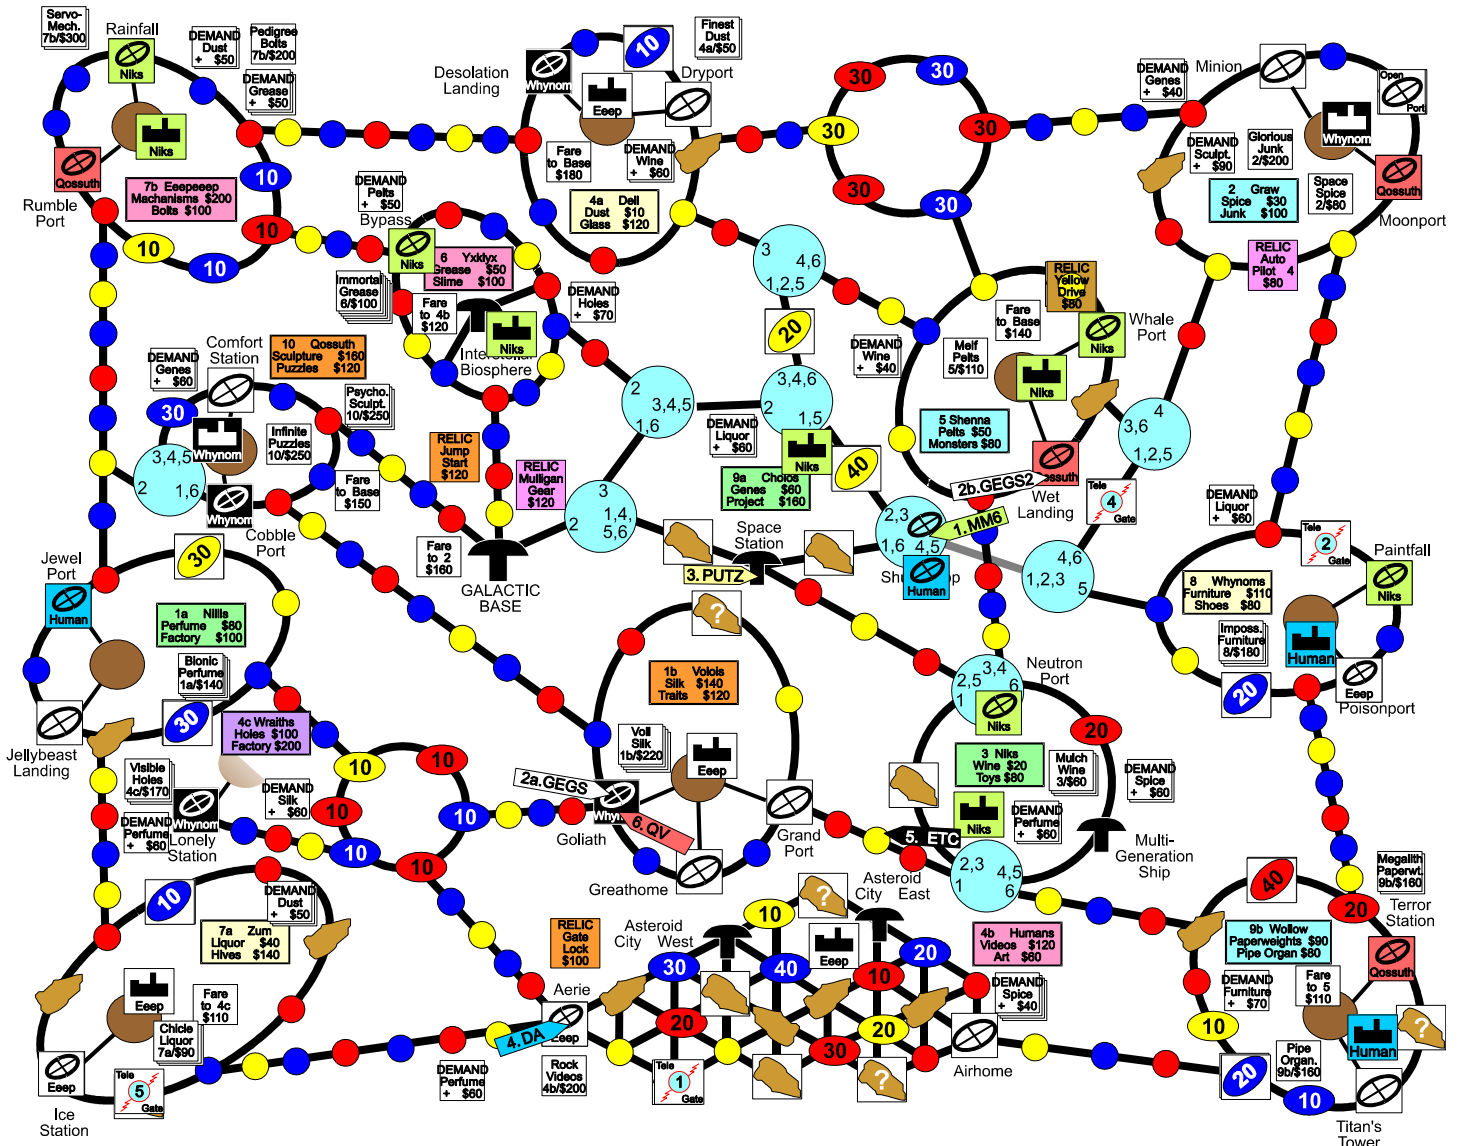 Servo-
Mech.
7b/$300
Rainfall
Niks
DEMAND
Dust
+ $50
Pedigree
Bolts
7b/$200
DEMAND
Grease
+ $50
Niks
Qossuth
Rumble
Port
7b Eeepeeep
Machanisms $200
Bolts $100
10
10
10
10
Desolation
Landing
Whynom
10
Finest
Dust
4a/$50
Dryport
Eeep
Fare
to Base
$180
DEMAND
Wine
+ $60
4a Dell
Dust $10
Glass $120
30
30
30
30
30
30
DEMAND
Genes
+ $40
Minion
Open
Port
Whynom
DEMAND
Sculpt.
+ $90
Glorious
Junk
2/$200
Qossuth
Moonport
2 Graw
Spice $30
Junk $100
Space
Spice
2/$80
RELIC
Auto
Pilot 4
$80
DEMAND
Pelts
+ $50
Bypass
Niks
6 Yxklyx
Grease $50
Slime $100
Immortal
Grease
6/$100
Fare
to 4b
$120
Niks
Interstellar
Biosphere
DEMAND
Holes
+ $70
3
4,6
1,2,5
20
3,4,6
2
1,5
2
3,4,5
1,6
DEMAND
Wine
+ $40
RELIC
Yellow
Drive
$80
Fare
to Base
$140
Whale
Port
Niks
Melf
Pelts
5/$110
Niks
5 Shenna
Pelts $50
Monsters $80
4
3,6
1,2,5
Comfort
Station
DEMAND
Genes
+ $60
10 Qossuth
Sculpture $160
Puzzles $120
30
Psycho.
Sculpt.
10/$250
Whynom
Infinite
Puzzles
10/$250
3,4,5
2
1,6
Whynom
Cobble
Port
Fare
to Base
$150
RELIC
Jump
Start
$120
RELIC
Mulligan
Gear
$120
DEMAND
Liquor
+ $60
Niks
9a Cholos
Genes $60
Project $160
40
3
2
1,4,
5,6
Fare
to 2
$160
GALACTIC
BASE
Space
Station
3. PUTZ
2,3
1,6
4,5
1. MM6
Human
2b.GEGS2
Qossuth
Wet
Landing
Tele
4
Gate
4,6
1,2,3
5
DEMAND
Liquor
+ $60
Tele
2
Gate
Paintfall
8 Whynoms
Furniture $110
Shoes $80
Niks
Imposs.
Furniture
8/$180
Human
20
Eeep
Poisonport
Jewel
Port
Human
30
1a Nillis
Perfume $80
Factory $100
Bionic
Perfume
1a/$140
30
Jellybeast
Landing
4c Wraiths
Holes $100
Factory $200
Visible
Holes
4c/$170
DEMAND
Silk
+ $60
DEMAND
Perfume
+ $60
Whynom
Lonely
Station
10
10
10
10
10
10
?
1b Volois
Silk $140
Traits $120
Voll
Silk
1b/$220
Eeep
2a.GEGS
6. QV
Goliath
Greathome
Grand
Port
3,4
2,5
6
1
Neutron
Port
Niks
20
3 Niks
Wine $20
Toys $80
Mulch
Wine
3/$60
DEMAND
Spice
+ $60
Niks
DEMAND
Perfume
+ $60
5. ETC
Multi-
Generation
Ship
2,3
1
4,5
6
Asteroid
City East
10
DEMAND
Dust
+ $50
7a Zum
Liquor $40
Hives $140
Eeep
Fare
to 4c
$110
Chicle
Liquor
7a/$90
Eeep
Tele
5
Gate
Ice
Station
RELIC
Gate
Lock
$100
Asteroid
City West
10
?
Eeep
30
40
10
20
20
20
30
?
Tele
1
Gate
4b Humans
Videos $120
Art $60
DEMAND
Spice
+ $40
Airhome
Aerie
Eeep
4. DA
DEMAND
Perfume
+ $60
Rock
Videos
4b/$200
40
Megalith
Paperwt.
9b/$160
20
Terror
Station
9b Wollow
Paperweights $90
Pipe Organ $80
Qossuth
DEMAND
Furniture
+ $70
Fare
to 5
$110
10
Human
?
Pipe
Organ.
9b/$160
20
10
Titan's
Tower